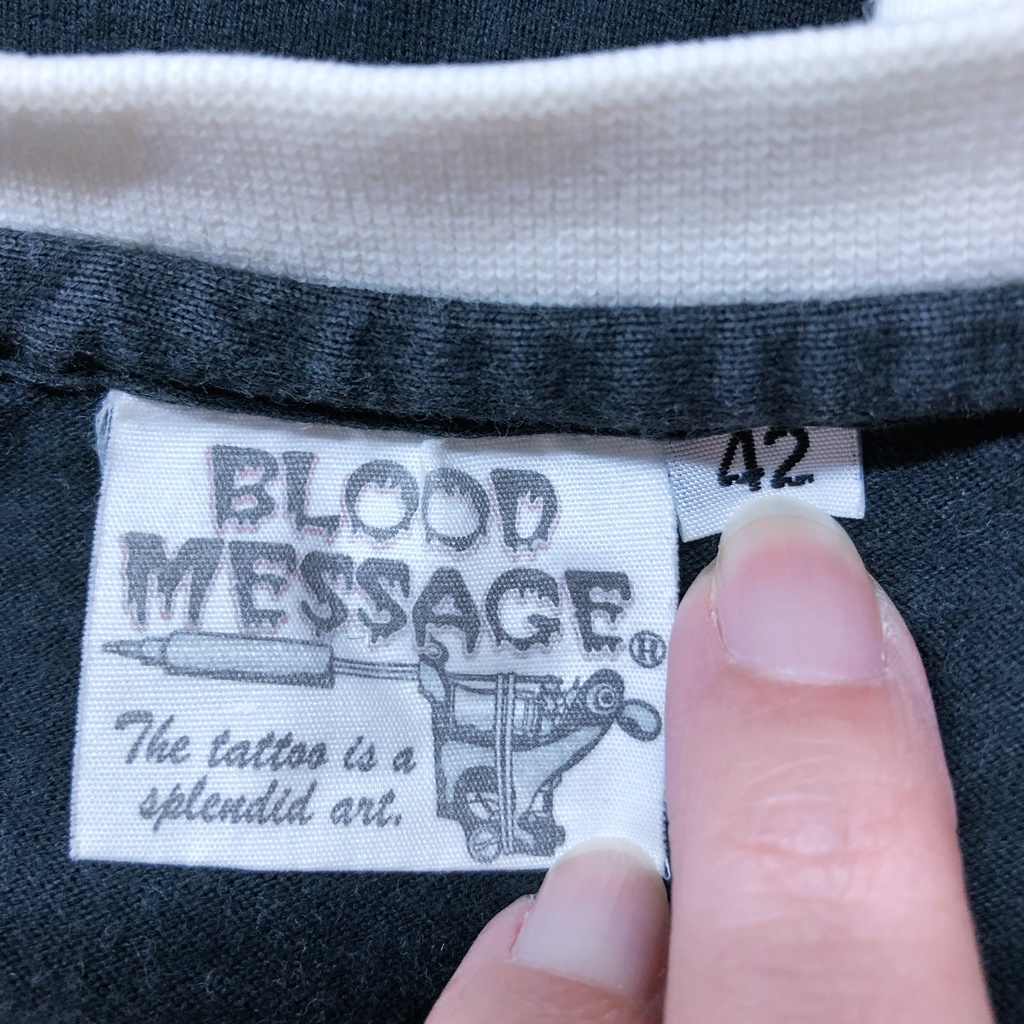 BLOOD
MESSAGE®
42
The tattoo is a
splendid art.